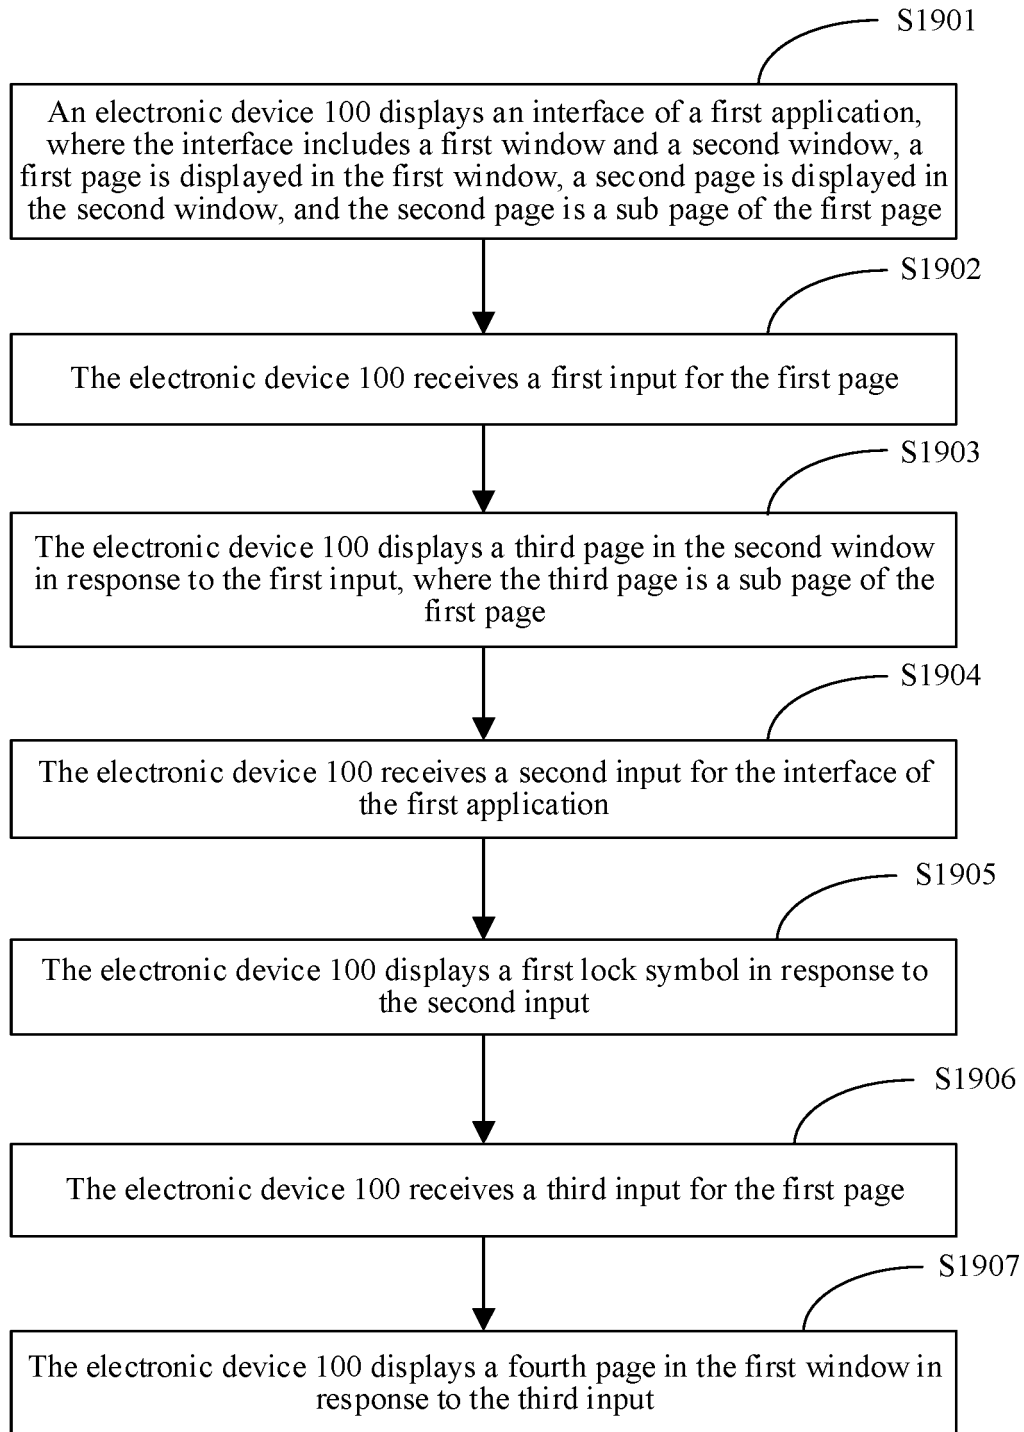 S1901
An electronic device 100 displays an interface of a first application,
where the interface includes a first window and a second window, a
first page is displayed in the first window, a second page is displayed in
the second window, and the second page is a sub page of the first page
S1902
The electronic device 100 receives a first input for the first page
S1903
The electronic device 100 displays a third page in the second window
in response to the first input, where the third page is a sub page of the
first page
S1904
The electronic device 100 receives a second input for the interface of
the first application
S1905
The electronic device 100 displays a first lock symbol in response to
the second input
S1906
The electronic device 100 receives a third input for the first page
S1907
The electronic device 100 displays a fourth page in the first window in
response to the third input